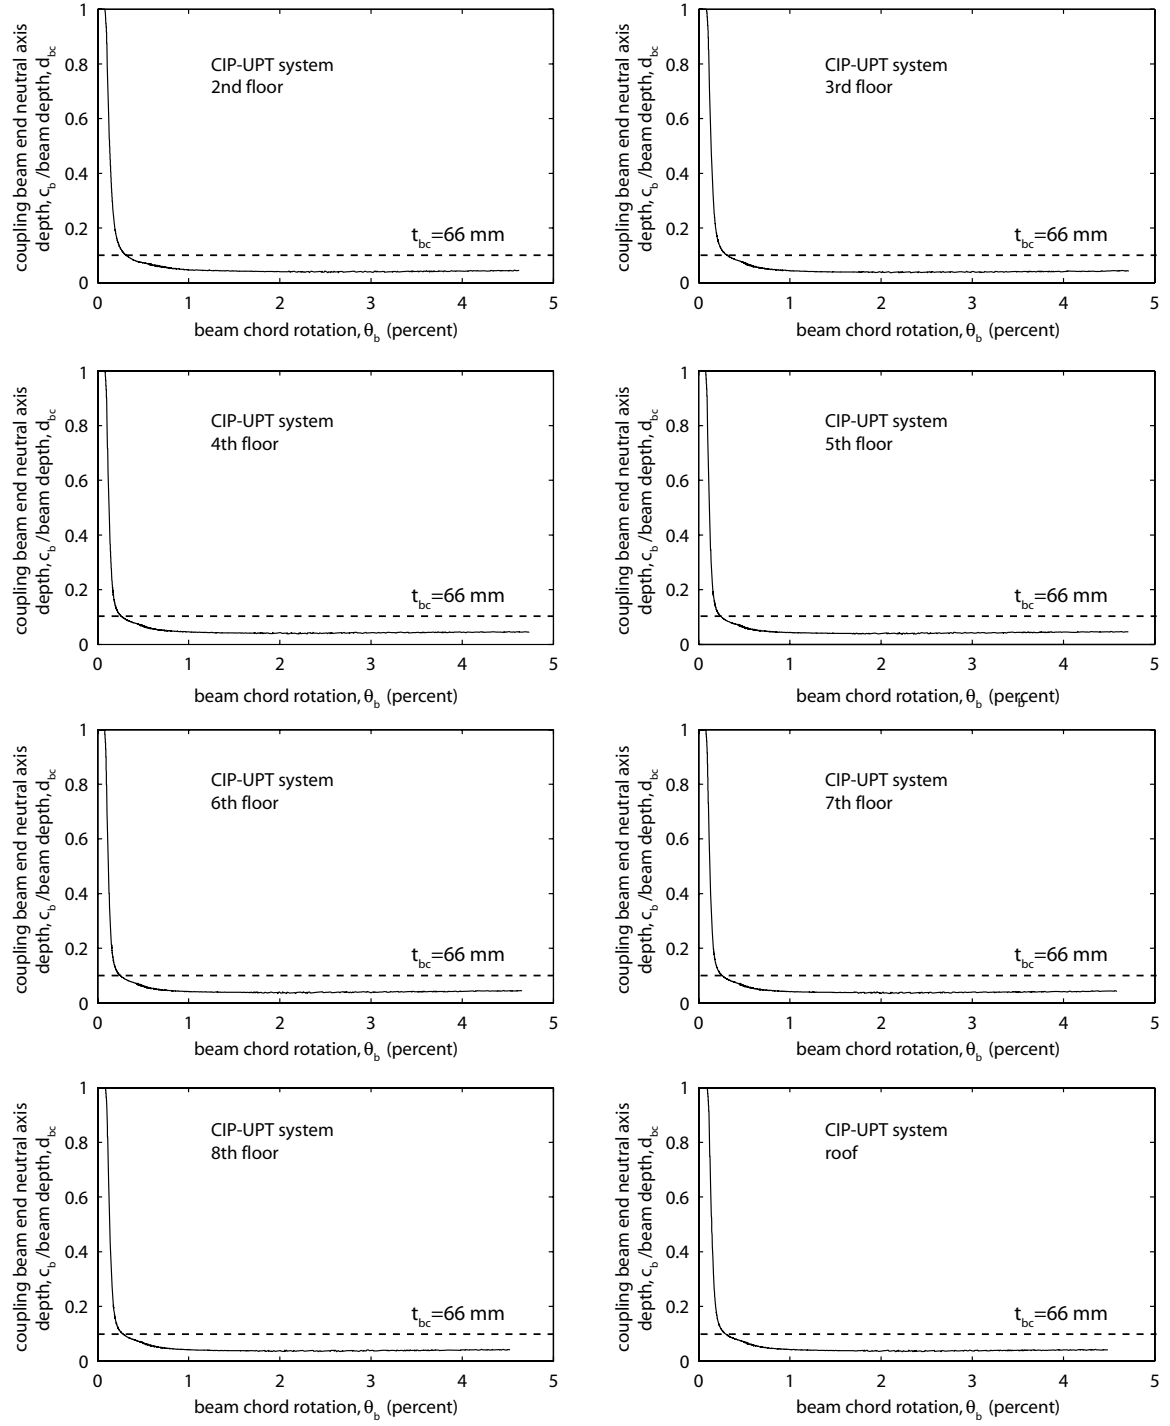 coupling beam end neutral axis
depth, c_b /beam depth, d_bc
1
0.8
0.6
0.4
0.2
0
CIP-UPT system
2nd floor
t_bc=66 mm
0 1 2 3 4 5
beam chord rotation, θ_b (percent)
coupling beam end neutral axis
depth, c_b /beam depth, d_bc
1
0.8
0.6
0.4
0.2
0
CIP-UPT system
3rd floor
t_bc=66 mm
0 1 2 3 4 5
beam chord rotation, θ_b (percent)
coupling beam end neutral axis
depth, c_b /beam depth, d_bc
1
0.8
0.6
0.4
0.2
0
CIP-UPT system
4th floor
t_bc=66 mm
0 1 2 3 4 5
beam chord rotation, θ_b (percent)
coupling beam end neutral axis
depth, c_b /beam depth, d_bc
1
0.8
0.6
0.4
0.2
0
CIP-UPT system
5th floor
t_bc=66 mm
0 1 2 3 4 5
beam chord rotation, θ_b (percent)
b
coupling beam end neutral axis
depth, c_b /beam depth, d_bc
1
0.8
0.6
0.4
0.2
0
CIP-UPT system
6th floor
t_bc=66 mm
0 1 2 3 4 5
beam chord rotation, θ_b (percent)
coupling beam end neutral axis
depth, c_b /beam depth, d_bc
1
0.8
0.6
0.4
0.2
0
CIP-UPT system
7th floor
t_bc=66 mm
0 1 2 3 4 5
beam chord rotation, θ_b (percent)
coupling beam end neutral axis
depth, c_b /beam depth, d_bc
1
0.8
0.6
0.4
0.2
0
CIP-UPT system
8th floor
t_bc=66 mm
0 1 2 3 4 5
beam chord rotation, θ_b (percent)
coupling beam end neutral axis
depth, c_b /beam depth, d_bc
1
0.8
0.6
0.4
0.2
0
CIP-UPT system
roof
t_bc=66 mm
0 1 2 3 4 5
beam chord rotation, θ_b (percent)